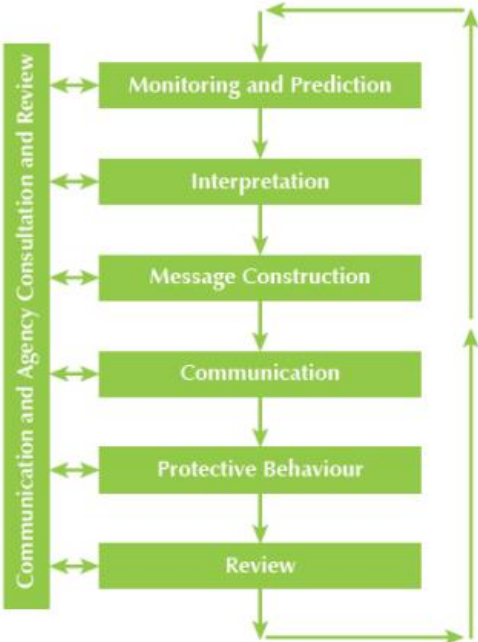 Communication and Agency Consultation and Review
Monitoring and Prediction
Interpretation
Message Construction
Communication
Protective Behaviour
Review